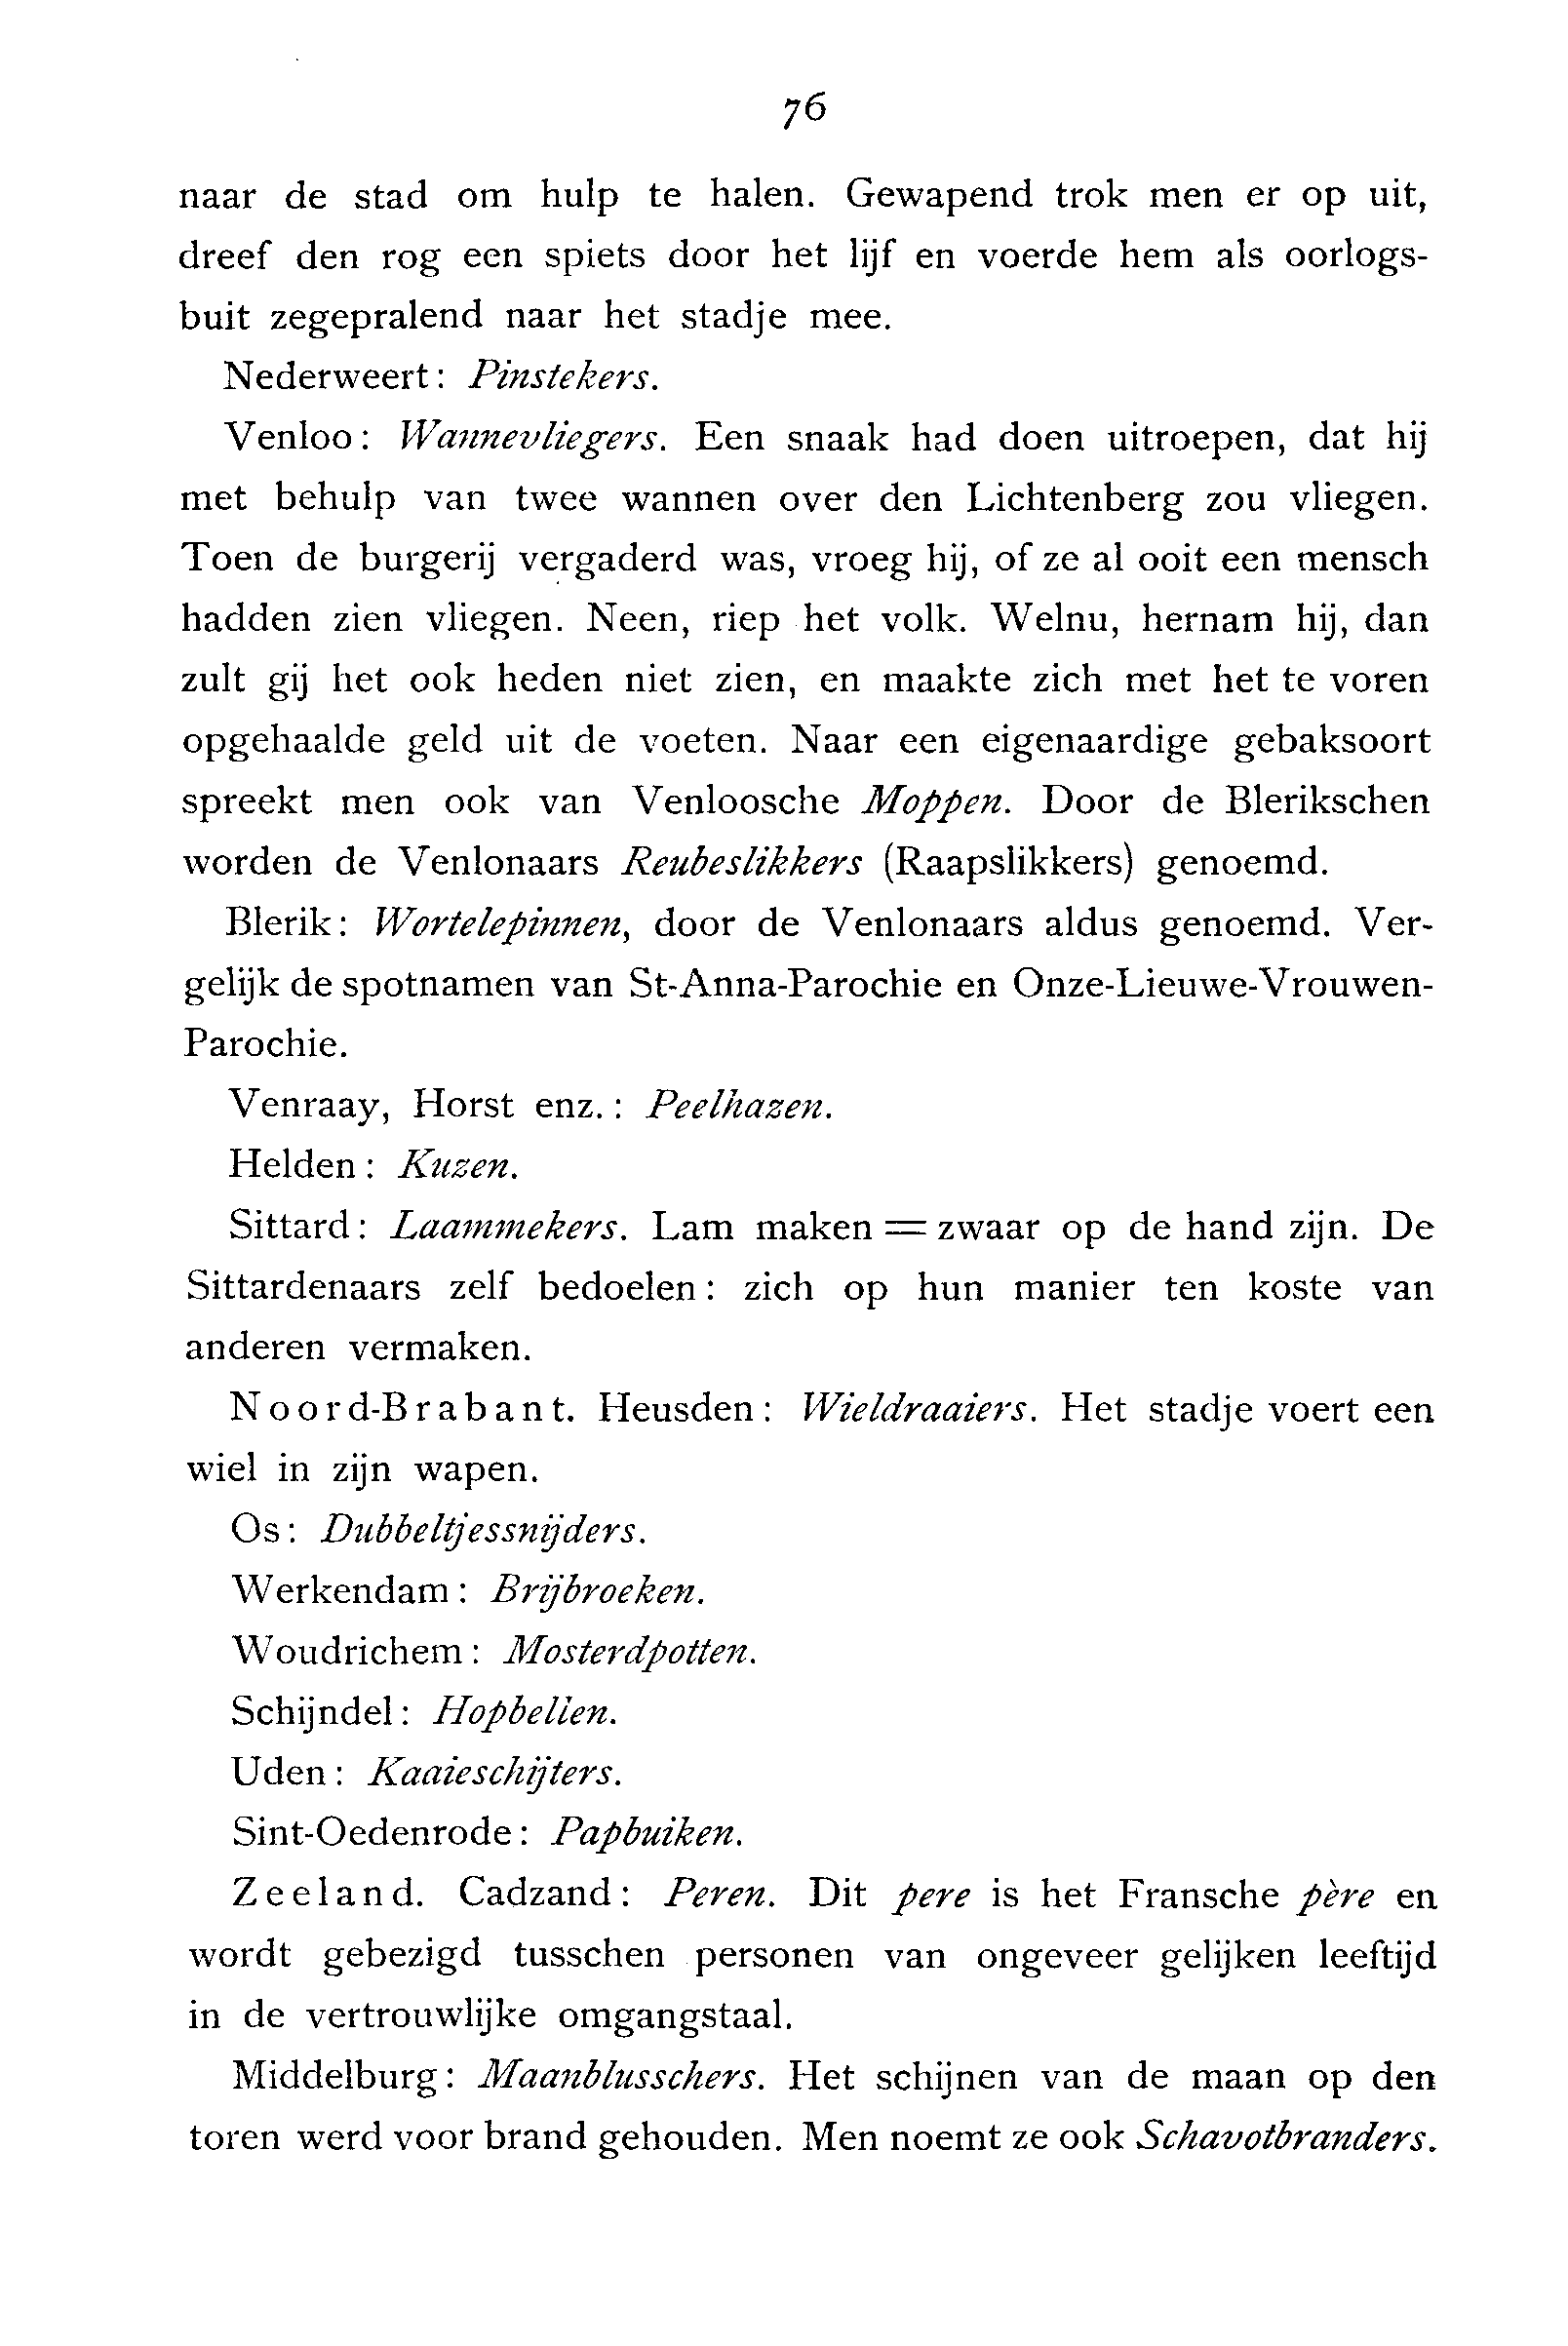 76
naar de stad om hulp te halen. Gewapend trok men er op uit,
dreef den rog een spiets door het lijf en voerde hem als oorlogs-
buit zegepralend naar het stadje mee.
Nederweert: Pinstekers.
Venloo: Wannevliegers. Een snaak had doen uitroepen, dat hij
met behulp van twee wannen over den Lichtenberg zou vliegen.
Toen de burgerij vergaderd was, vroeg hij, of ze al ooit een mensch
hadden zien vliegen. Neen, riep het volk. Welnu, hernam hij, dan
zult gij het ook heden niet zien, en maakte zich met het te voren
opgehaalde geld uit de voeten. Naar een eigenaardige gebaksoort
spreekt men ook van Venloosche Moppen. Door de Blerikschen
worden de Venlonaars Reubeslikkers (Raapslikkers) genoemd.
Blerik: Wortelepinnen, door de Venlonaars aldus genoemd. Ver-
gelijk de spotnamen van St-Anna-Parochie en Onze-Lieuwe-Vrouwen-
Parochie.
Venraay, Horst enz.: Peelhazen.
Helden: Kuzen.
Sittard: Laammekers. Lam maken = zwaar op de hand zijn. De
Sittardenaars zelf bedoelen: zich op hun manier ten koste van
anderen vermaken.
Noord-Brabant. Heusden: Wieldraaiers. Het stadje voert een
wiel in zijn wapen.
Os: Dubbeltjessnijders.
Werkendam: Brijbroeken.
Woudrichem: Mosterdpotten.
Schijndel: Hopbellen.
Uden: Kaaieschijters.
Sint-Oedenrode: Papbuiken.
Zeeland. Cadzand: Peren. Dit pere is het Fransche père en
wordt gebezigd tusschen personen van ongeveer gelijken leeftijd
in de vertrouwlijke omgangstaal.
Middelburg: Maanblusschers. Het schijnen van de maan op den
toren werd voor brand gehouden. Men noemt ze ook Schavotbranders.